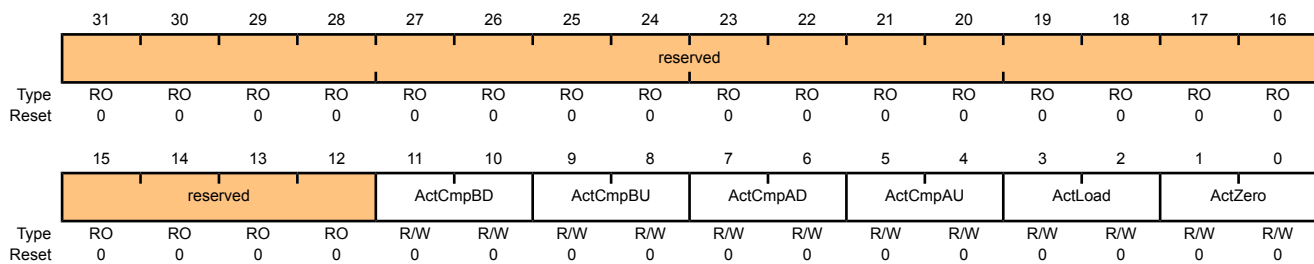 31 30 29 28 27 26 25 24 23 22 21 20 19 18 17 16
reserved
Type RO RO RO RO RO RO RO RO RO RO RO RO RO RO RO RO
Reset 0 0 0 0 0 0 0 0 0 0 0 0 0 0 0 0
15 14 13 12 11 10 9 8 7 6 5 4 3 2 1 0
reserved ActCmpBD ActCmpBU ActCmpAD ActCmpAU ActLoad ActZero
Type RO RO RO RO R/W R/W R/W R/W R/W R/W R/W R/W R/W R/W R/W R/W
Reset 0 0 0 0 0 0 0 0 0 0 0 0 0 0 0 0